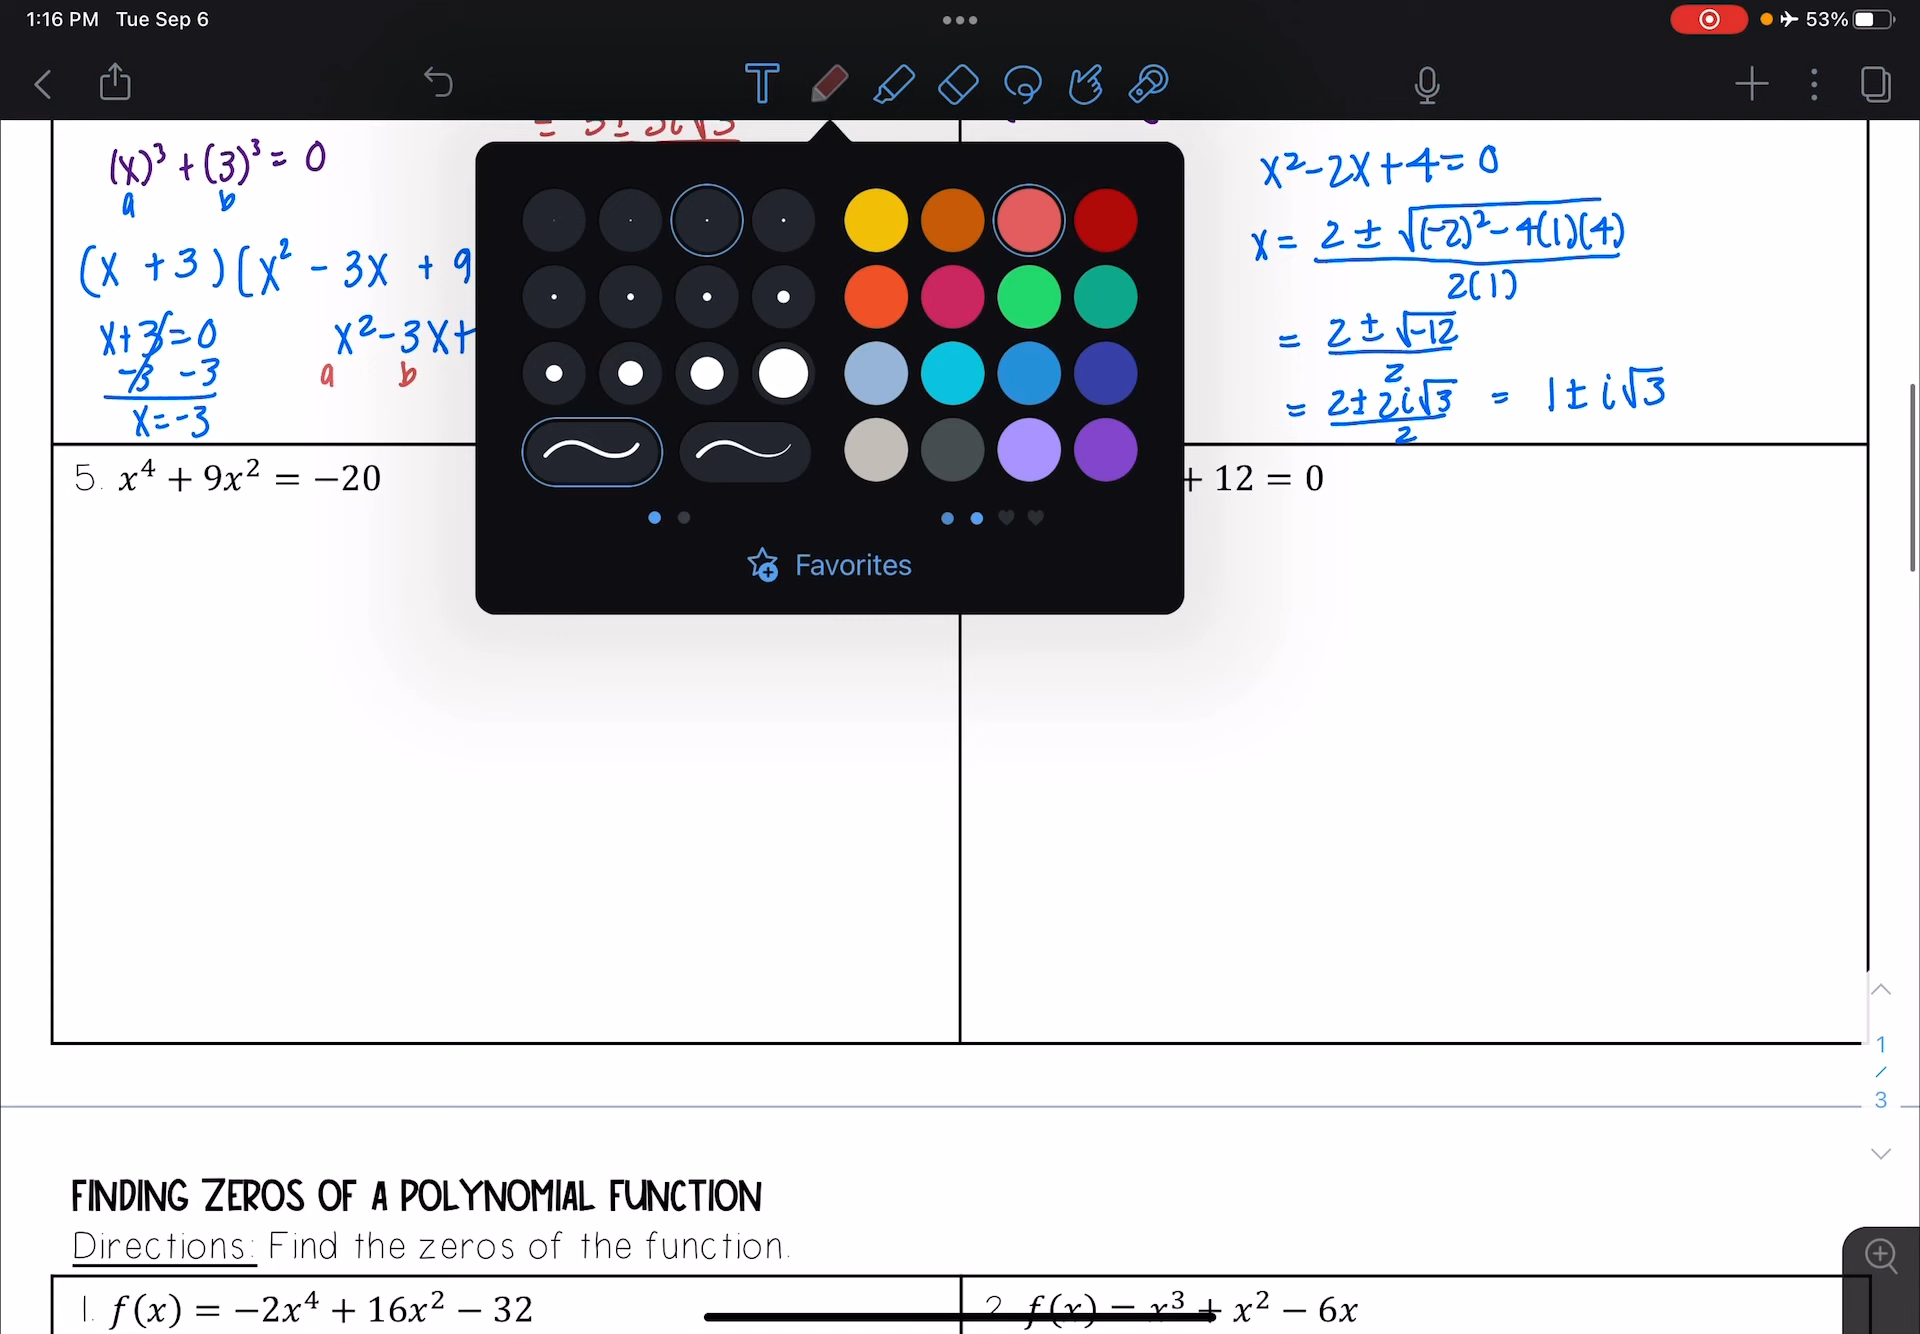 1:16 PM Tue Sep 6
53%
= 3 ± 3i√3
(x)³ + (3)³ = 0
a b
(x + 3)(x² - 3x + 9
x + 3 = 0
-3 -3
x = -3
x² - 3x +
a b
x² - 2x + 4 = 0
x = 2 ± √(-2)² - 4(1)(4)
2(1)
= 2 ± √-12
2
= 2 ± 2i√3 = 1 ± i√3
2
5. x⁴ + 9x² = −20
+ 12 = 0
Favorites
1
/
3
FINDING ZEROS OF A POLYNOMIAL FUNCTION
Directions: Find the zeros of the function.
1. f(x) = −2x⁴ + 16x² − 32
2. f(x) = x³ + x² − 6x